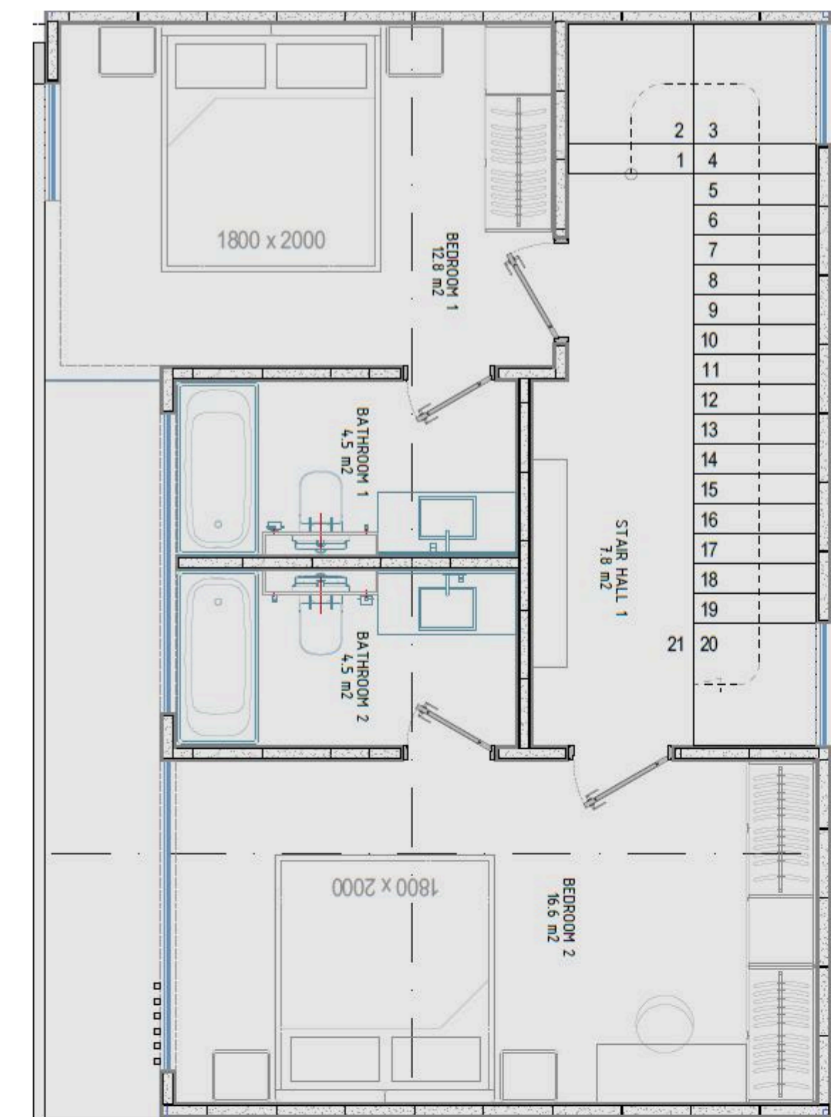 2 3
1 4
5
6
7
8
9
10
11
12
13
14
15
16
17
18
19
21 20
1800 x 2000
BEDROOM 1
12.8 m2
BATHROOM 1
4.5 m2
STAIR HALL 1
7.8 m2
BATHROOM 2
4.5 m2
1800 x 2000
BEDROOM 2
16.6 m2